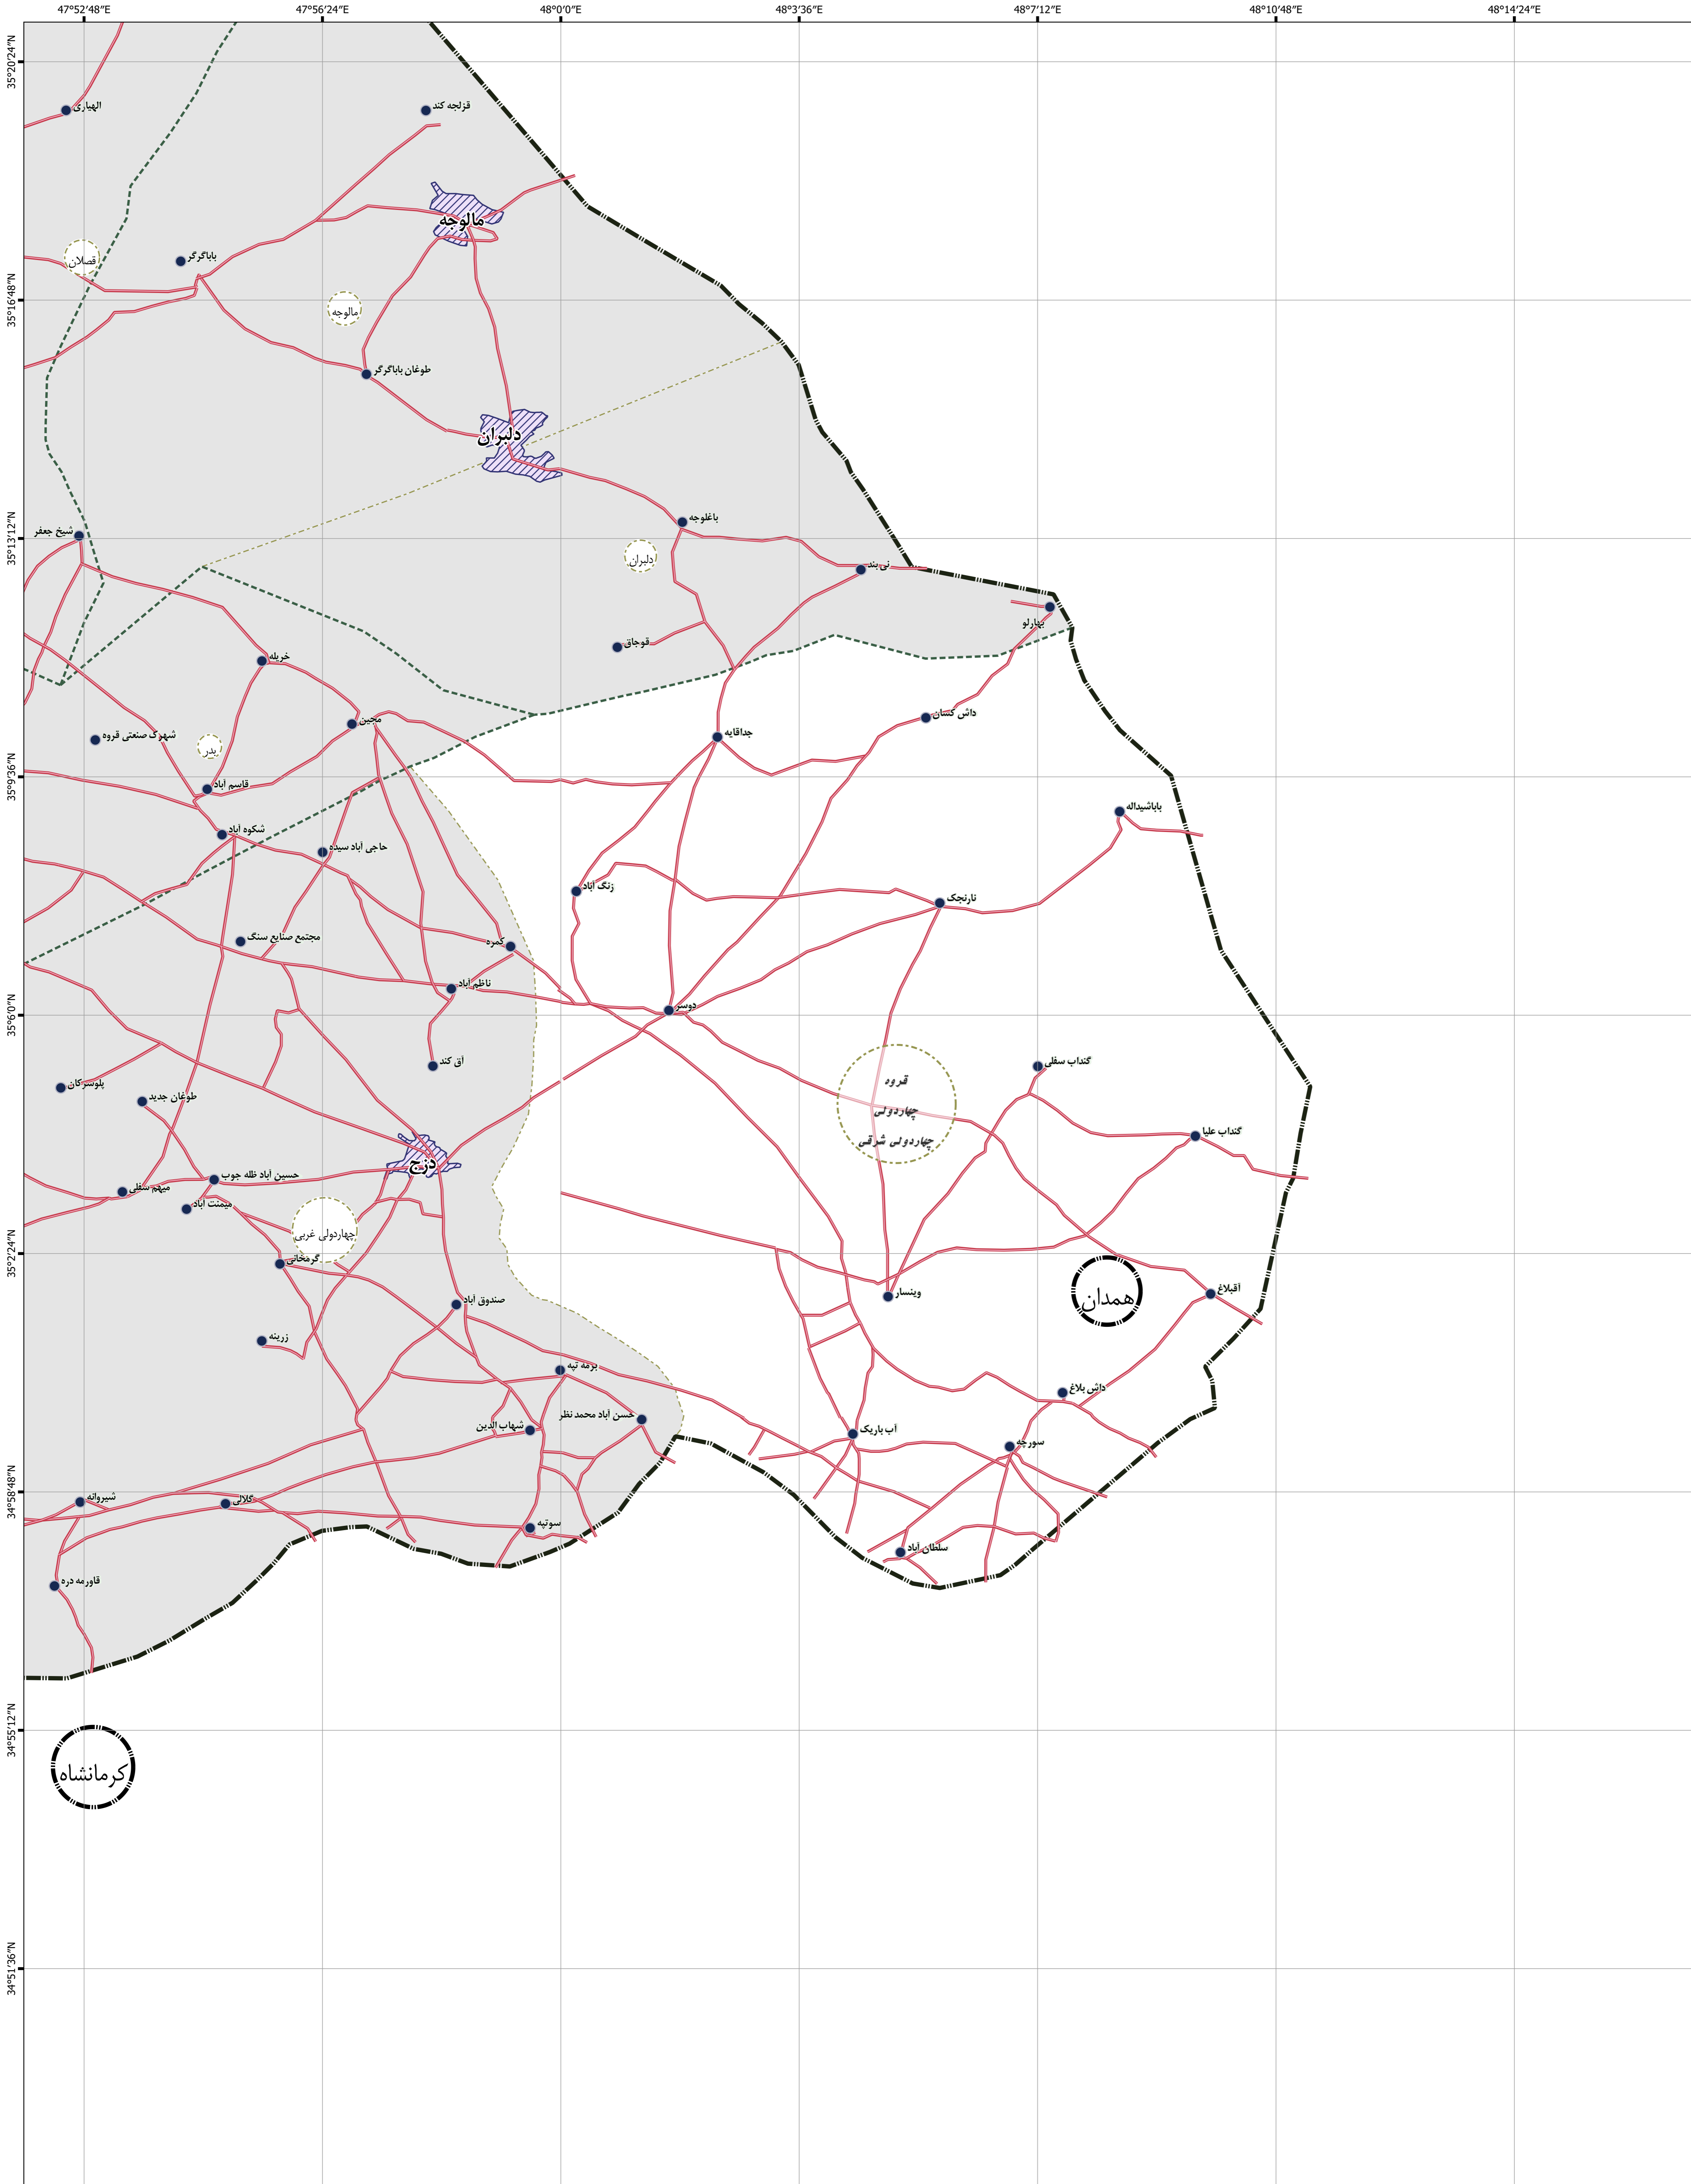 47°52'48"E
47°56'24"E
48°0'0"E
48°3'36"E
48°7'12"E
48°10'48"E
48°14'24"E
35°20'24"N
35°16'48"N
35°13'12"N
35°9'36"N
35°6'0"N
35°2'24"N
34°58'48"N
34°55'12"N
34°51'36"N
الهیاری
قزلجه کند
مالوجه
باباگرگر
قصلان
مالوجه
طوغان باباگرگر
دلبران
باغلوجه
شیخ جعفر
دلبران
نی بند
بهارلو
قوجاق
خربله
داش کسان
مجین
جداقایه
شهرک صنعتی قروه
بدر
قاسم آباد
باباشیداله
شکوه آباد
حاجی آباد سیده
زنگ آباد
نارنجک
مجتمع صنایع سنگ
کمره
ناظم آباد
دوسر
آق کند
گنداب سفلی
قروه
چهاردولی
چهاردولی شرقی
پلوسرکان
طوغان جدید
گنداب علیا
دزج
حسین آباد ظله جوب
میهم سفلی
میمنت آباد
چهاردولی غربی
گرمخانی
وینسار
همدان
آقبلاغ
صندوق آباد
زرینه
برمه تپه
داش بلاغ
حسن آباد محمد نظر
شهاب الدین
آب باریک
سورچه
شیروانه
گلالی
سوتپه
سلطان آباد
قاورمه دره
کرمانشاه